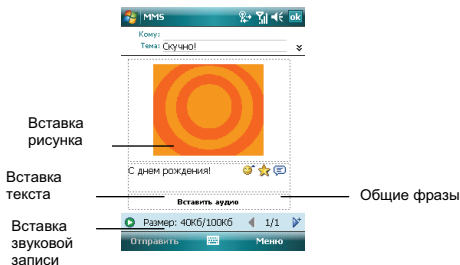 MMS ok
Кому:
Тема: Скучно!
Вставка
рисунка
С днем рождения!
Вставка
текста
Общие фразы
Вставить аудио
Вставка
звуковой
записи
Размер: 40Кб/100Кб 1/1
Отправить Меню